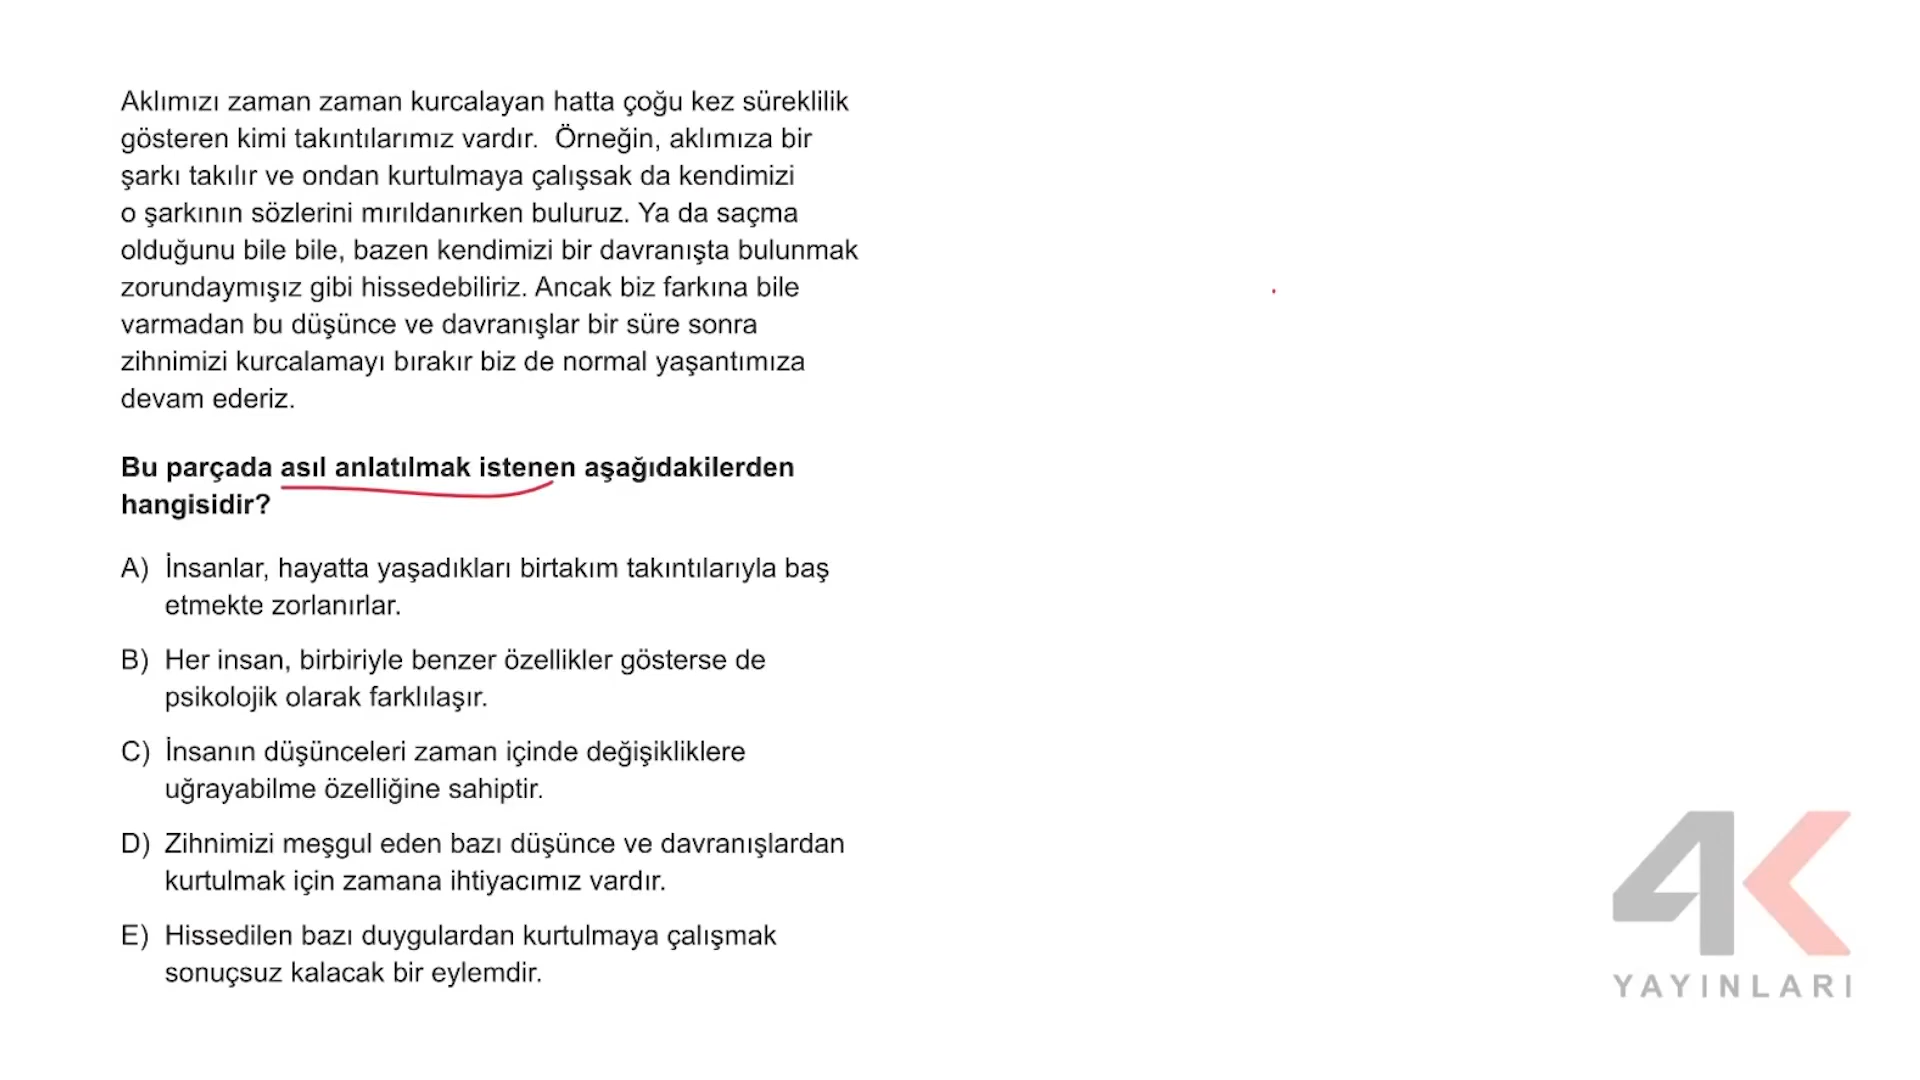 Aklımızı zaman zaman kurcalayan hatta çoğu kez süreklilik
gösteren kimi takıntılarımız vardır. Örneğin, aklımıza bir
şarkı takılır ve ondan kurtulmaya çalışsak da kendimizi
o şarkının sözlerini mırıldanırken buluruz. Ya da saçma
olduğunu bile bile, bazen kendimizi bir davranışta bulunmak
zorundaymışız gibi hissedebiliriz. Ancak biz farkına bile
varmadan bu düşünce ve davranışlar bir süre sonra
zihnimizi kurcalamayı bırakır biz de normal yaşantımıza
devam ederiz.
Bu parçada asıl anlatılmak istenen aşağıdakilerden
hangisidir?
A) İnsanlar, hayatta yaşadıkları birtakım takıntılarıyla baş
etmekte zorlanırlar.
B) Her insan, birbiriyle benzer özellikler gösterse de
psikolojik olarak farklılaşır.
C) İnsanın düşünceleri zaman içinde değişikliklere
uğrayabilme özelliğine sahiptir.
D) Zihnimizi meşgul eden bazı düşünce ve davranışlardan
kurtulmak için zamana ihtiyacımız vardır.
E) Hissedilen bazı duygulardan kurtulmaya çalışmak
sonuçsuz kalacak bir eylemdir.
4K
YAYINLARI